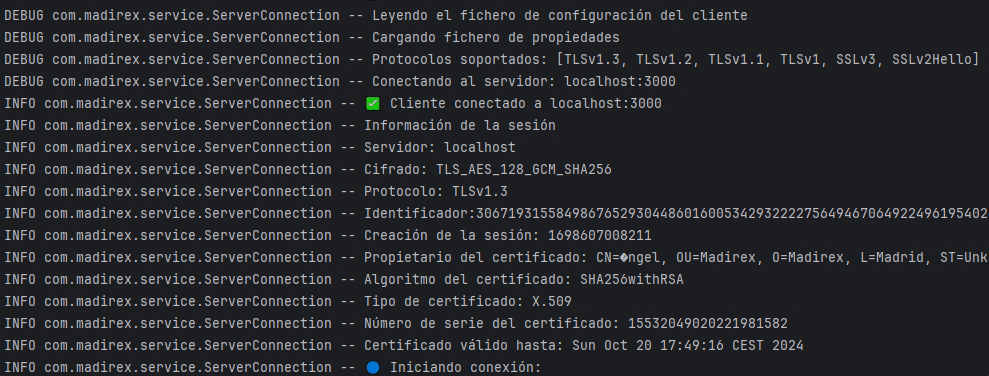 DEBUG com.madirex.service.ServerConnection -- Leyendo el fichero de configuración del cliente
DEBUG com.madirex.service.ServerConnection -- Cargando fichero de propiedades
DEBUG com.madirex.service.ServerConnection -- Protocolos soportados: [TLSv1.3, TLSv1.2, TLSv1.1, TLSv1, SSLv3, SSLv2Hello]
DEBUG com.madirex.service.ServerConnection -- Conectando al servidor: localhost:3000
INFO com.madirex.service.ServerConnection -- ✅ Cliente conectado a localhost:3000
INFO com.madirex.service.ServerConnection -- Información de la sesión
INFO com.madirex.service.ServerConnection -- Servidor: localhost
INFO com.madirex.service.ServerConnection -- Cifrado: TLS_AES_128_GCM_SHA256
INFO com.madirex.service.ServerConnection -- Protocolo: TLSv1.3
INFO com.madirex.service.ServerConnection -- Identificador:30671931558498676529304486016005342932222756494670649224961954​02
INFO com.madirex.service.ServerConnection -- Creación de la sesión: 1698607008211
INFO com.madirex.service.ServerConnection -- Propietario del certificado: CN=�ngel, OU=Madirex, O=Madirex, L=Madrid, ST=Unk
INFO com.madirex.service.ServerConnection -- Algoritmo del certificado: SHA256withRSA
INFO com.madirex.service.ServerConnection -- Tipo de certificado: X.509
INFO com.madirex.service.ServerConnection -- Número de serie del certificado: 15532049020221981582
INFO com.madirex.service.ServerConnection -- Certificado válido hasta: Sun Oct 20 17:49:16 CEST 2024
INFO com.madirex.service.ServerConnection -- 🔵 Iniciando conexión: